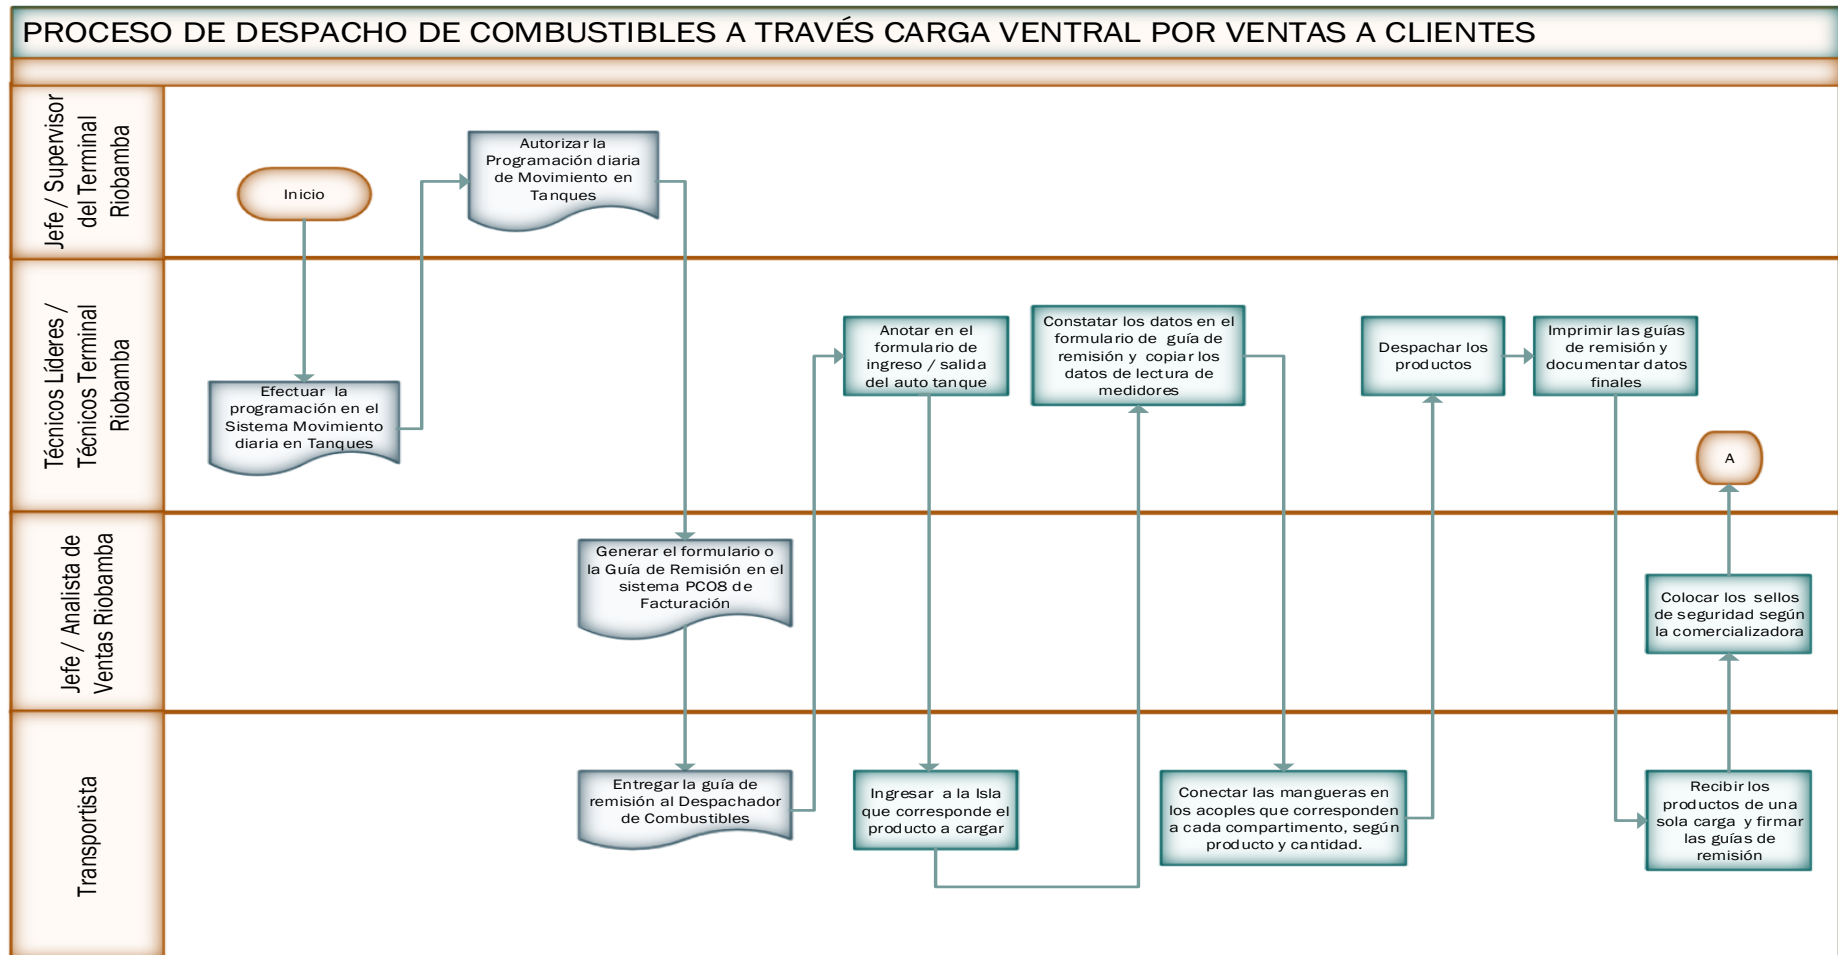 PROCESO DE DESPACHO DE COMBUSTIBLES A TRAVÉS CARGA VENTRAL POR VENTAS A CLIENTES
Jefe / Supervisor
del Terminal
Riobamba
Inicio
Autorizar la
Programación diaria
de Movimiento en
Tanques
Técnicos Líderes /
Técnicos Terminal
Riobamba
Efectuar la
programación en el
Sistema Movimiento
diaria en Tanques
Anotar en el
formulario de
ingreso / salida
del auto tanque
Constatar los datos en el
formulario de guía de
remisión y copiar los
datos de lectura de
medidores
Despachar los
productos
Imprimir las guías
de remisión y
documentar datos
finales
A
Jefe / Analista de
Ventas Riobamba
Generar el formulario o
la Guía de Remisión en el
sistema PC08 de
Facturación
Colocar los sellos
de seguridad según
la comercializadora
Transportista
Entregar la guía de
remisión al Despachador
de Combustibles
Ingresar a la Isla
que corresponde el
producto a cargar
Conectar las mangueras en
los acoples que corresponden
a cada compartimento, según
producto y cantidad.
Recibir los
productos de una
sola carga y firmar
las guías de
remisión